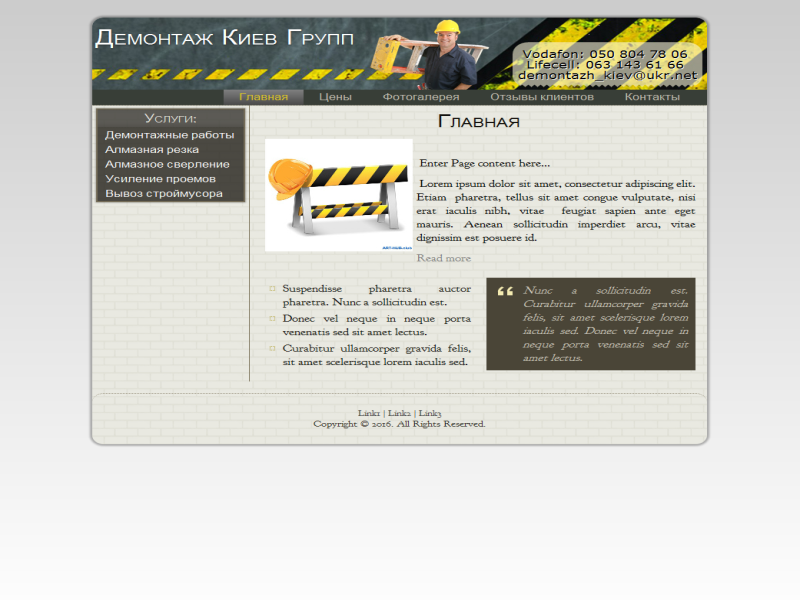 Демонтаж Киев Групп
Vodafon: 050 804 78 06
Lifecell: 063 143 61 66
demontazh_kiev@ukr.net
Главная Цены Фотогалерея Отзывы клиентов Контакты
Услуги:
Демонтажные работы
Алмазная резка
Алмазное сверление
Усиление проемов
Вывоз строймусора
Главная
Enter Page content here...
Lorem ipsum dolor sit amet, consectetur adipiscing elit.
Etiam pharetra, tellus sit amet congue vulputate, nisi
erat iaculis nibh, vitae feugiat sapien ante eget
mauris. Aenean sollicitudin imperdiet arcu, vitae
dignissim est posuere id.
Read more
Suspendisse pharetra auctor
pharetra. Nunc a sollicitudin est.
Donec vel neque in neque porta
venenatis sed sit amet lectus.
Curabitur ullamcorper gravida felis,
sit amet scelerisque lorem iaculis sed.
“ Nunc a sollicitudin est.
Curabitur ullamcorper gravida
felis, sit amet scelerisque lorem
iaculis sed. Donec vel neque in
neque porta venenatis sed sit
amet lectus.
Link1 | Link2 | Link3
Copyright © 2016. All Rights Reserved.